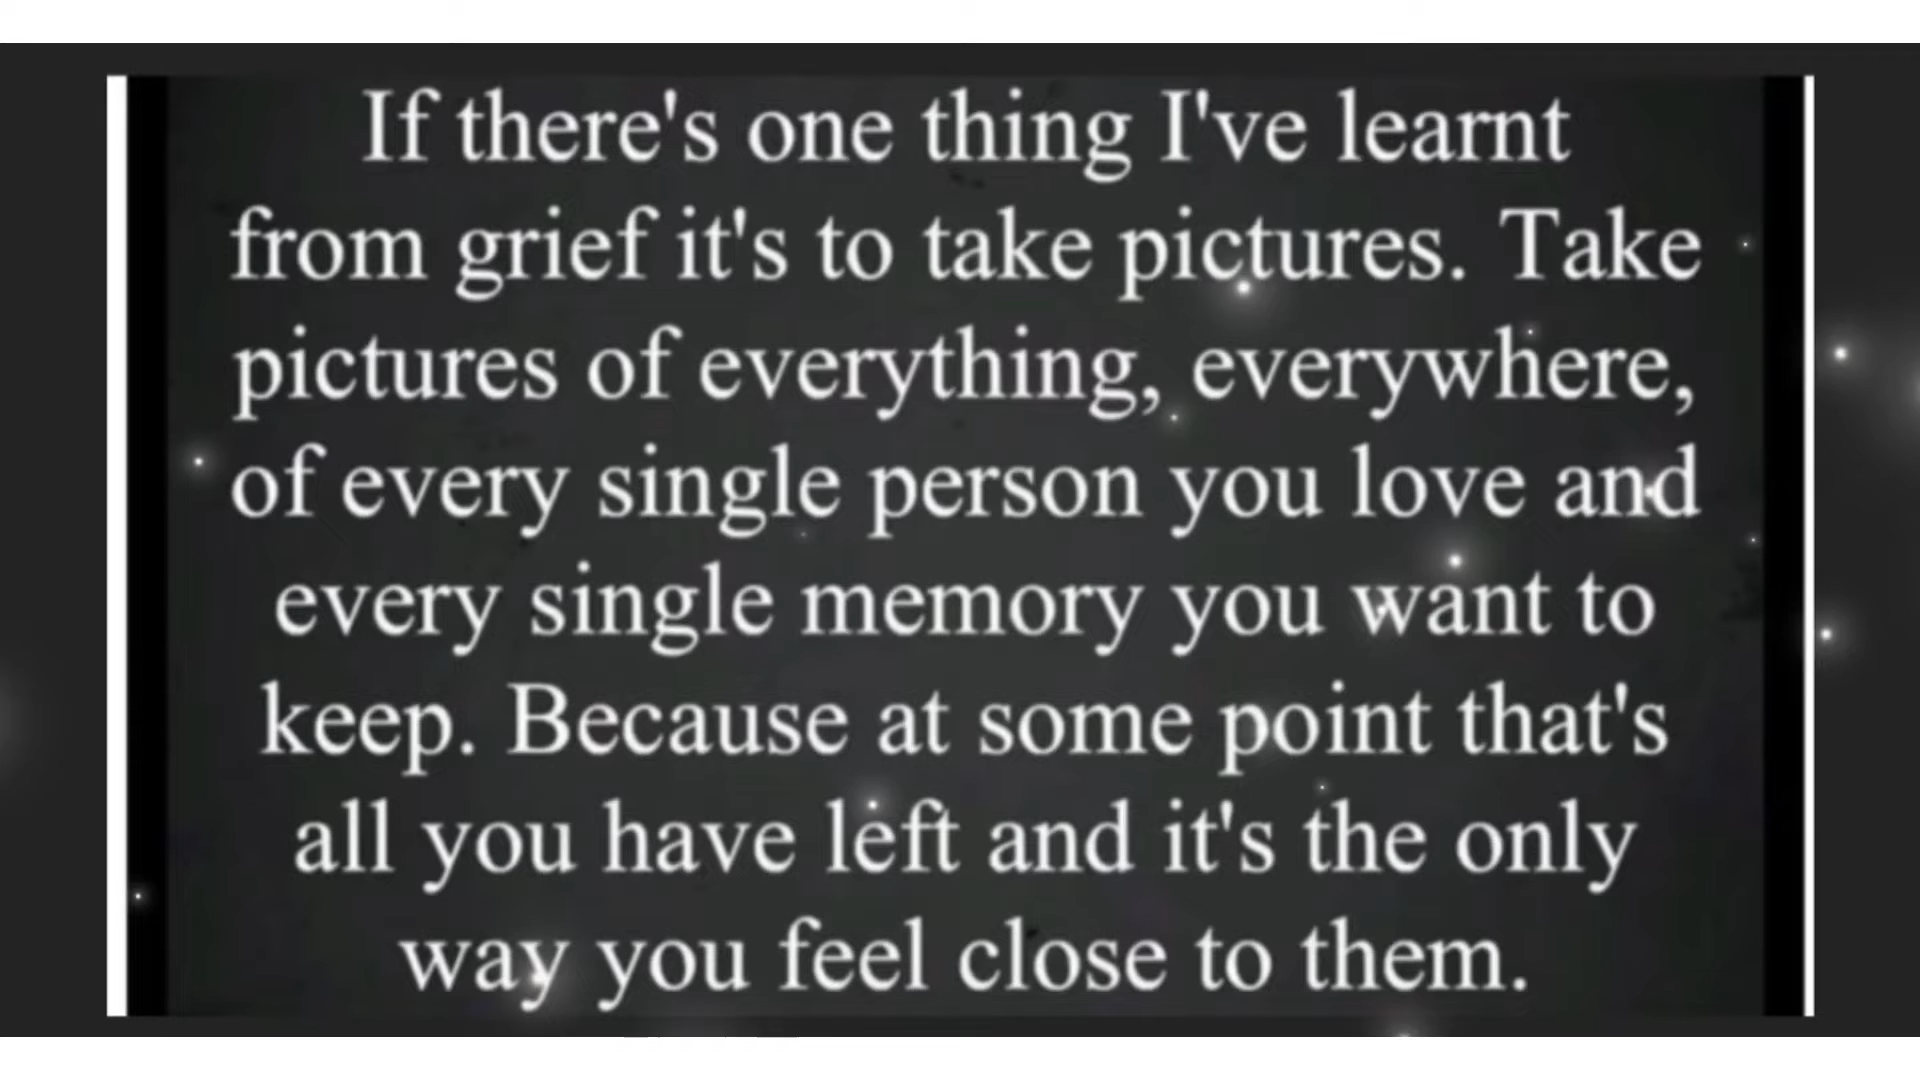 If there's one thing I've learnt
from grief it's to take pictures. Take
pictures of everything, everywhere,
of every single person you love and
every single memory you want to
keep. Because at some point that's
all you have left and it's the only
way you feel close to them.